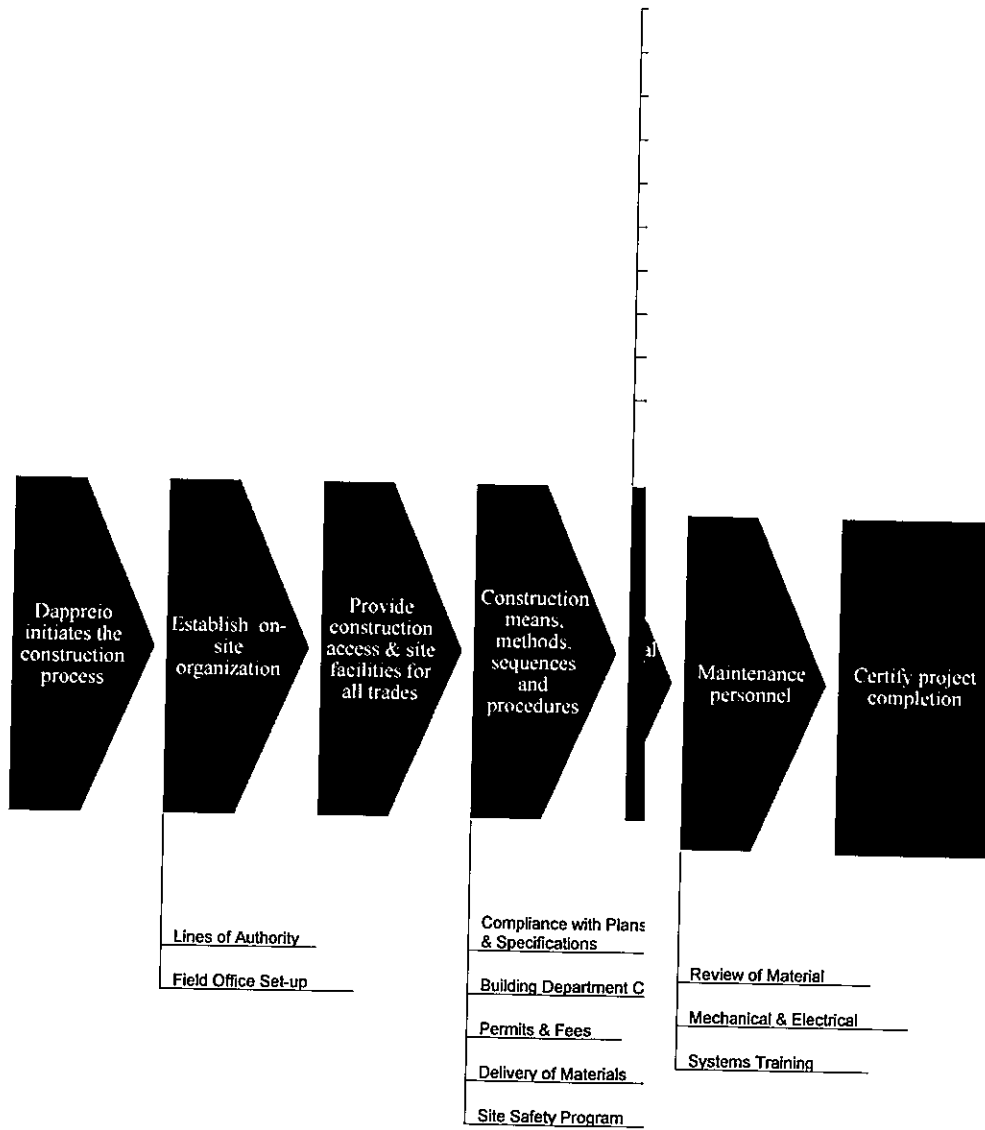 Dappreio
initiates the
construction
process
Establish on-
site
organization
Provide
construction
access & site
facilities for
all trades
Construction
means,
methods,
sequences
and
procedures
al
Maintenance
personnel
Certify project
completion
Lines of Authority
Field Office Set-up
Compliance with Plans
& Specifications
Building Department C
Permits & Fees
Delivery of Materials
Site Safety Program
Review of Material
Mechanical & Electrical
Systems Training